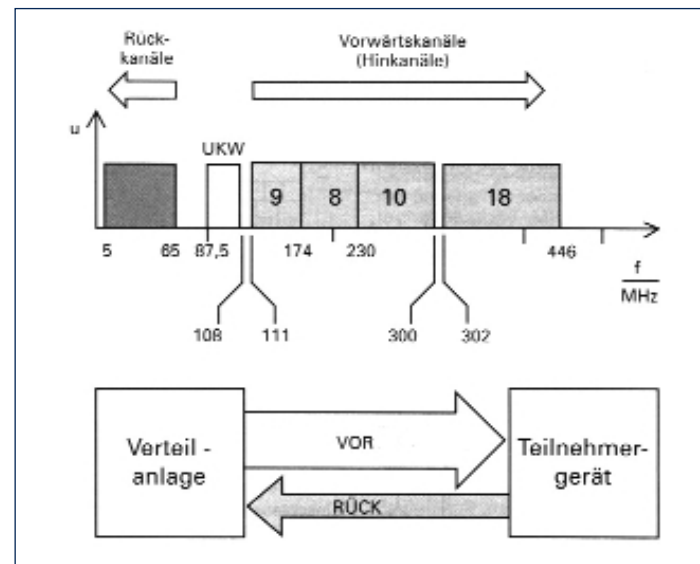 Rück-
kanäle
Vorwärtskanäle
(Hinkanäle)
u
UKW
9 8 10 18
5 65 87,5 174 230 446 f
MHz
108 111 300 302
Verteil -
anlage
VOR
RÜCK
Teilnehmer-
gerät